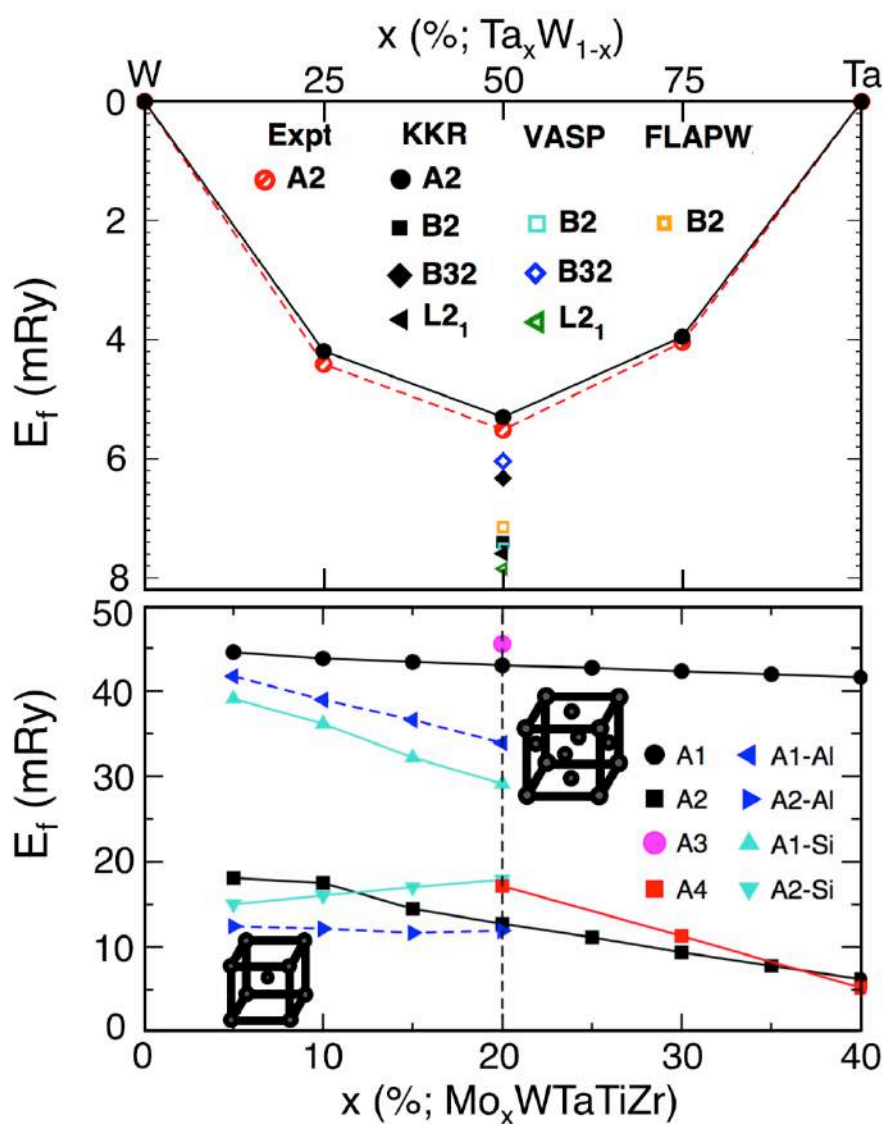 x (%; TaxW1-x)
W 25 50 75 Ta
0
Expt KKR VASP FLAPW
A2 A2
2
B2 B2 B2
B32 B32
L21 L21
4
6
8
Ef (mRy)
50
40
30
20
10
0
Ef (mRy)
A1 A1-Al
A2 A2-Al
A3 A1-Si
A4 A2-Si
0 10 20 30 40
x (%; MoxWTaTiZr)